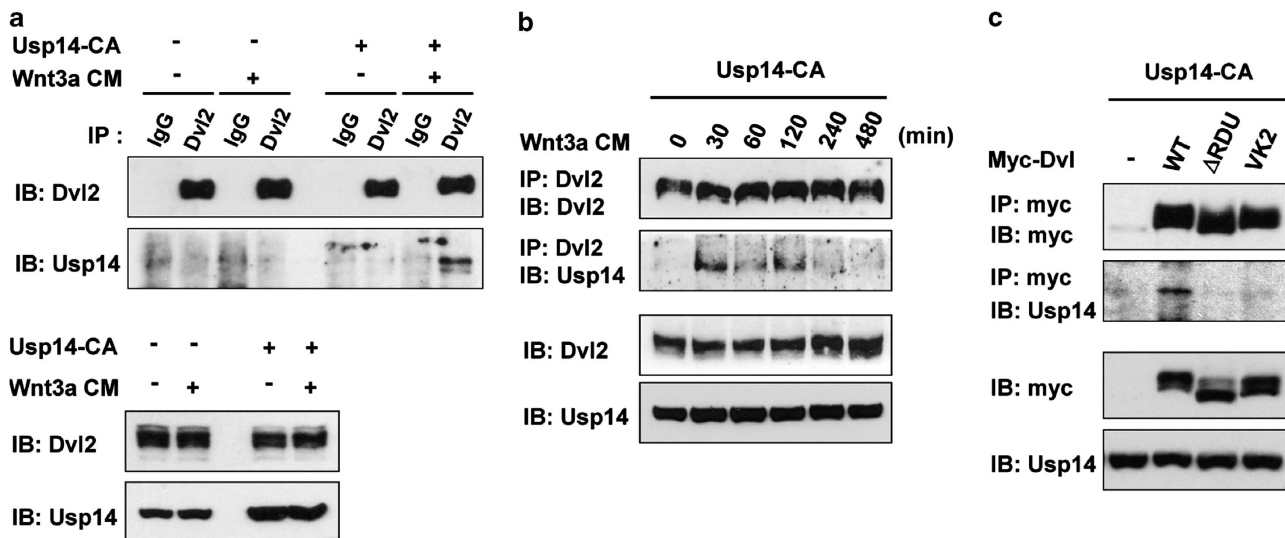 a
Usp14-CA - - + +
Wnt3a CM - + - +
IP : IgG Dvl2 IgG Dvl2 IgG Dvl2 IgG Dvl2
IB: Dvl2
IB: Usp14
Usp14-CA - - + +
Wnt3a CM - + - +
IB: Dvl2
IB: Usp14
b
Usp14-CA
Wnt3a CM 0 30 60 120 240 480 (min)
IP: Dvl2
IB: Dvl2
IP: Dvl2
IB: Usp14
IB: Dvl2
IB: Usp14
c
Usp14-CA
Myc-Dvl - WT ΔRDU VK2
IP: myc
IB: myc
IP: myc
IB: Usp14
IB: myc
IB: Usp14